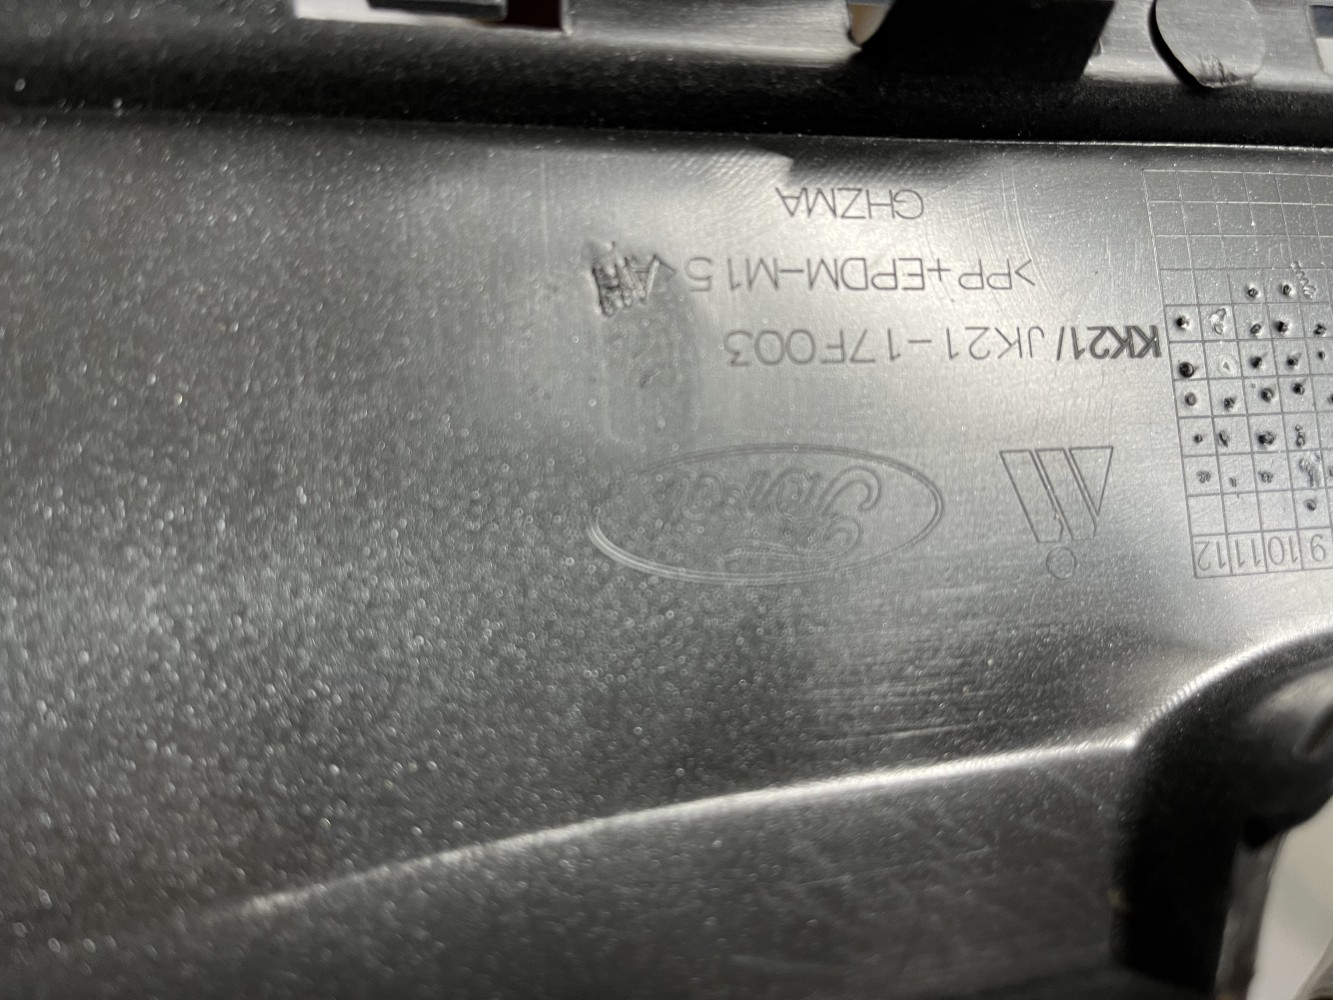 9 10 11 12
Ford
KK21/JK21-17F003
>PP+EPDM-M15<
GHZMA